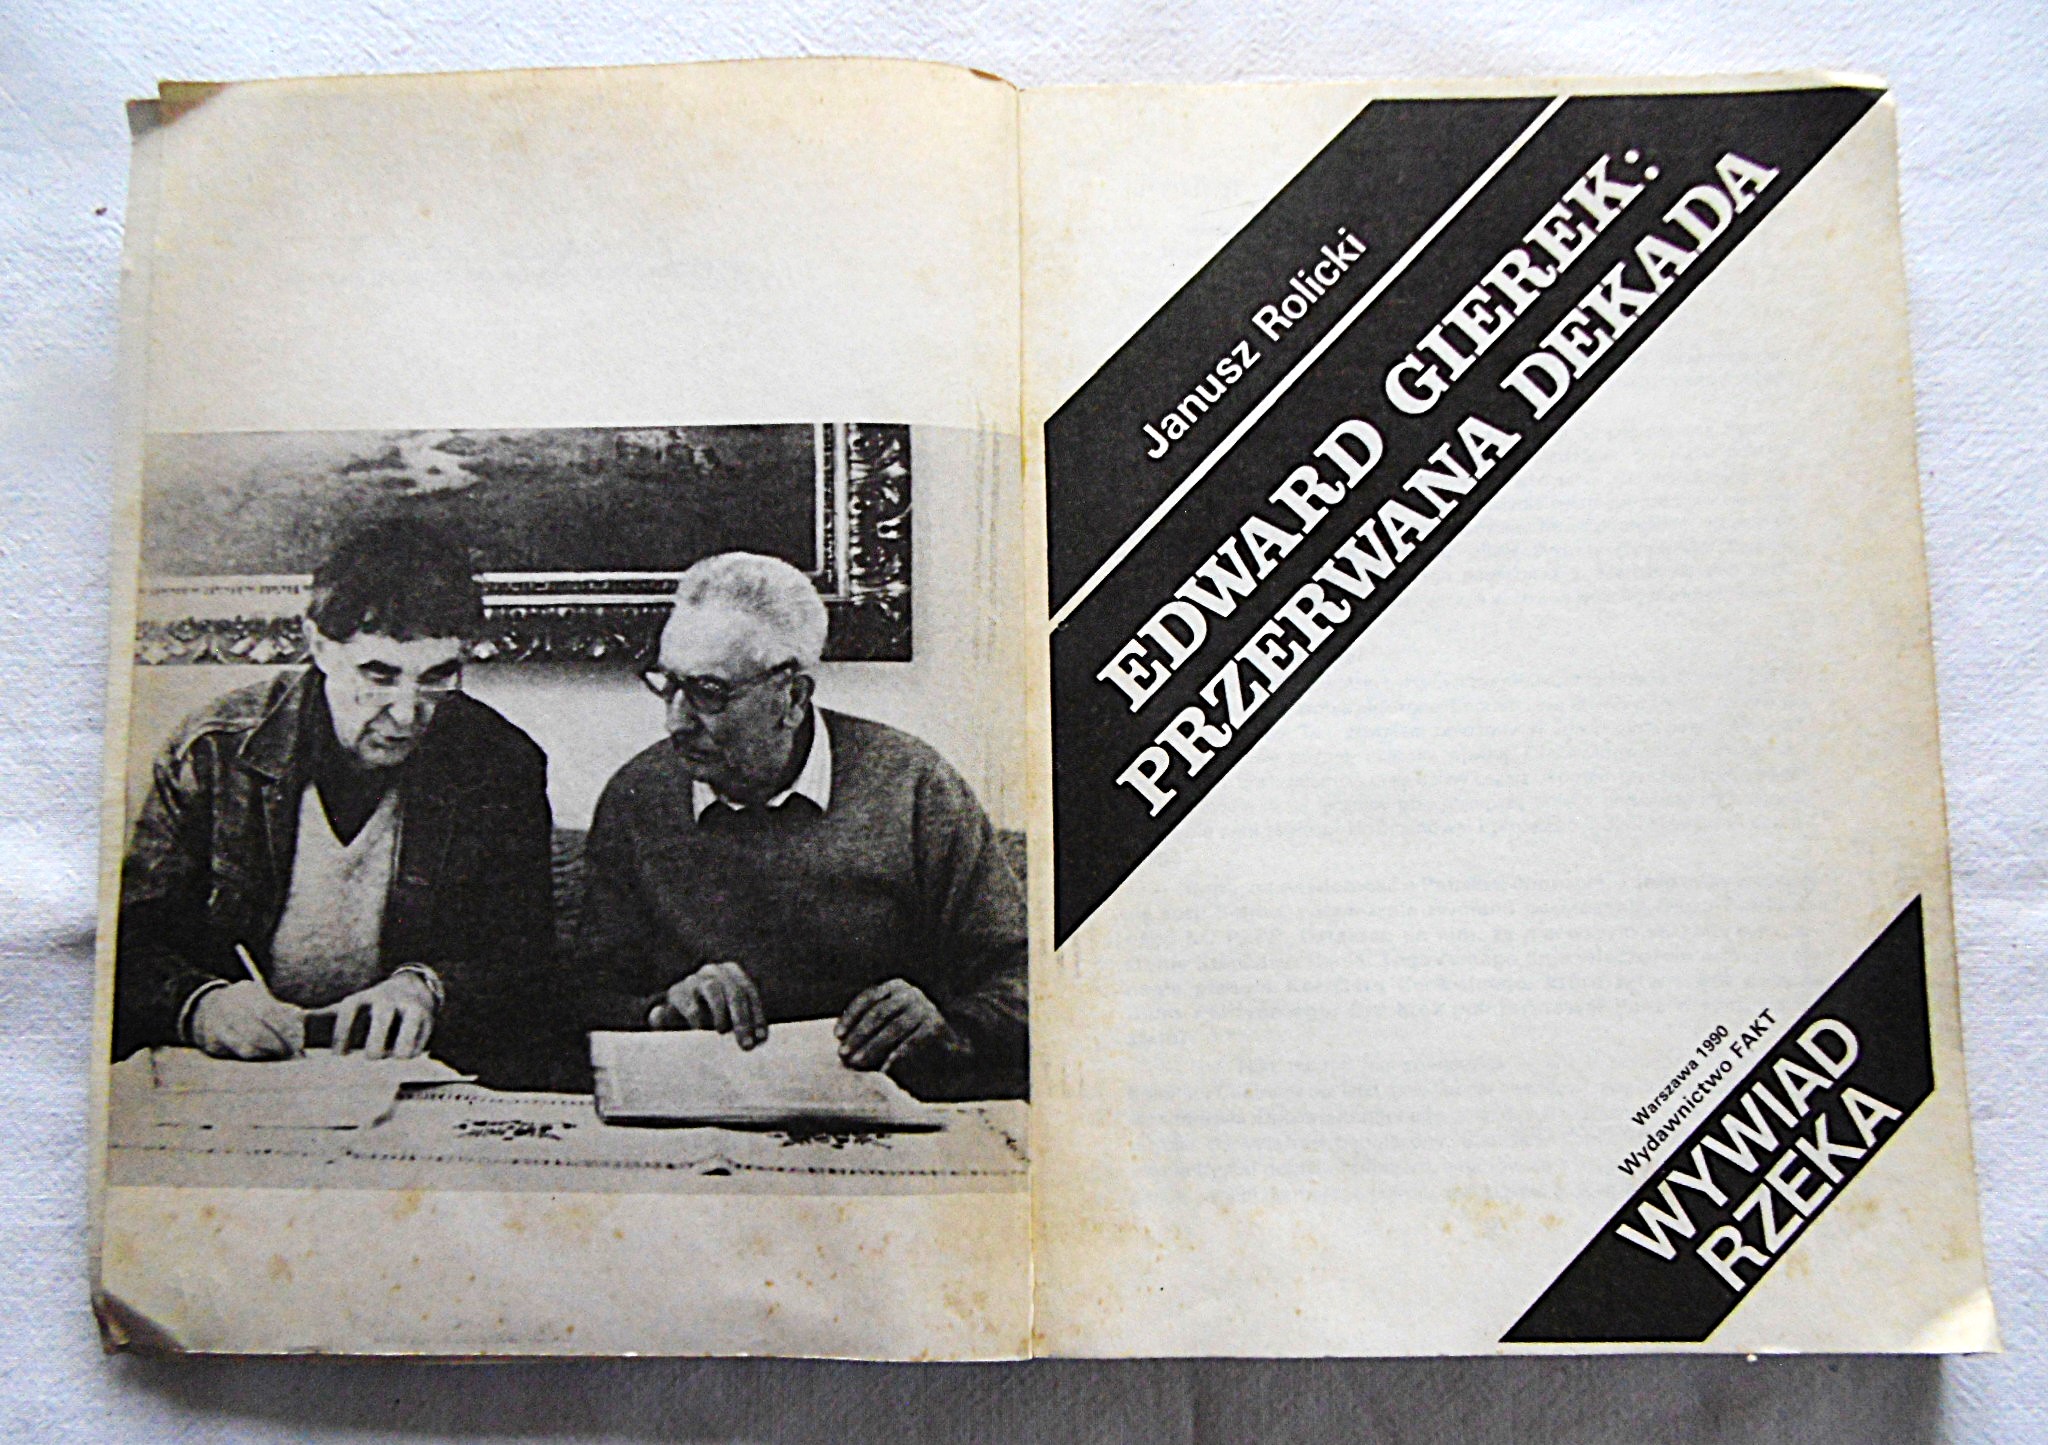 Janusz Rolicki
EDWARD GIEREK:
PRZERWANA DEKADA
Warszawa 1990
Wydawnictwo FAKT
WYWIAD
RZEKA